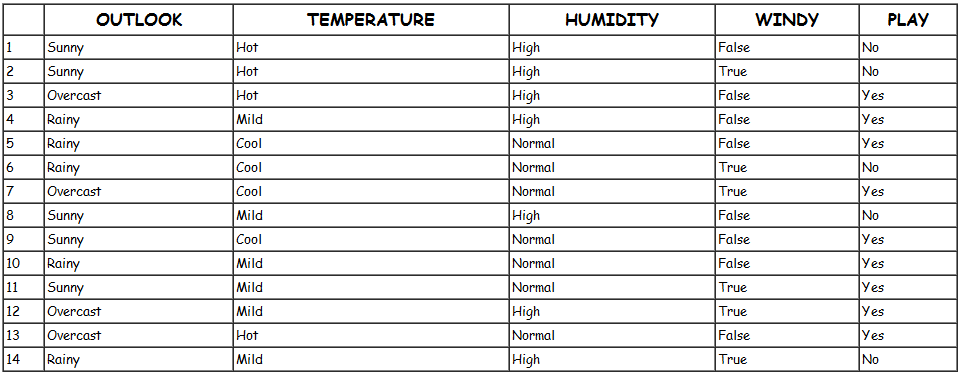 OUTLOOK TEMPERATURE HUMIDITY WINDY PLAY
1 Sunny Hot High False No
2 Sunny Hot High True No
3 Overcast Hot High False Yes
4 Rainy Mild High False Yes
5 Rainy Cool Normal False Yes
6 Rainy Cool Normal True No
7 Overcast Cool Normal True Yes
8 Sunny Mild High False No
9 Sunny Cool Normal False Yes
10 Rainy Mild Normal False Yes
11 Sunny Mild Normal True Yes
12 Overcast Mild High True Yes
13 Overcast Hot Normal False Yes
14 Rainy Mild High True No